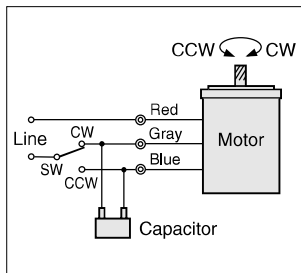 CCW CW
Red
Line
CW
Gray
Motor
SW
Blue
CCW
Capacitor